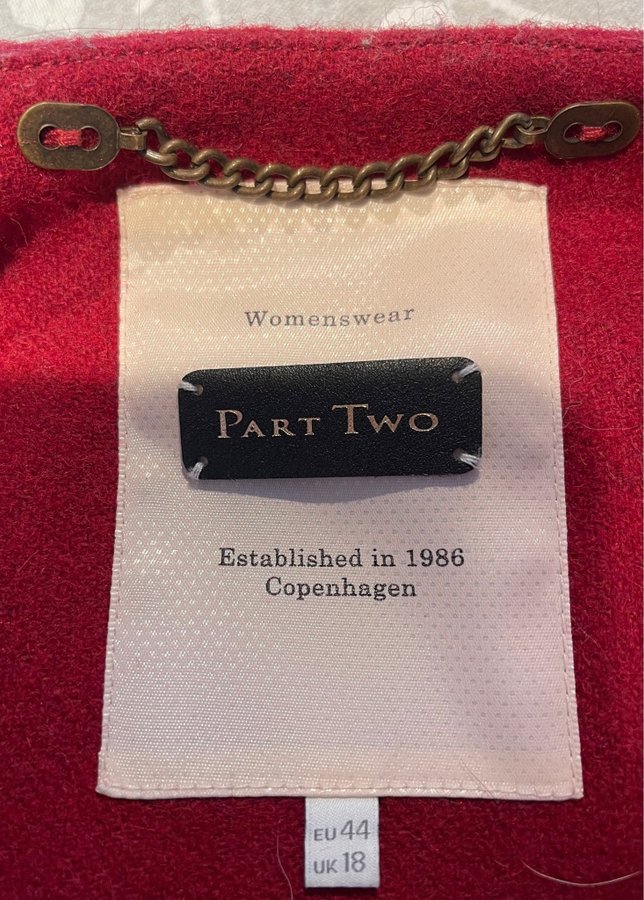 Womenswear
PART TWO
Established in 1986
Copenhagen
EU 44
UK 18